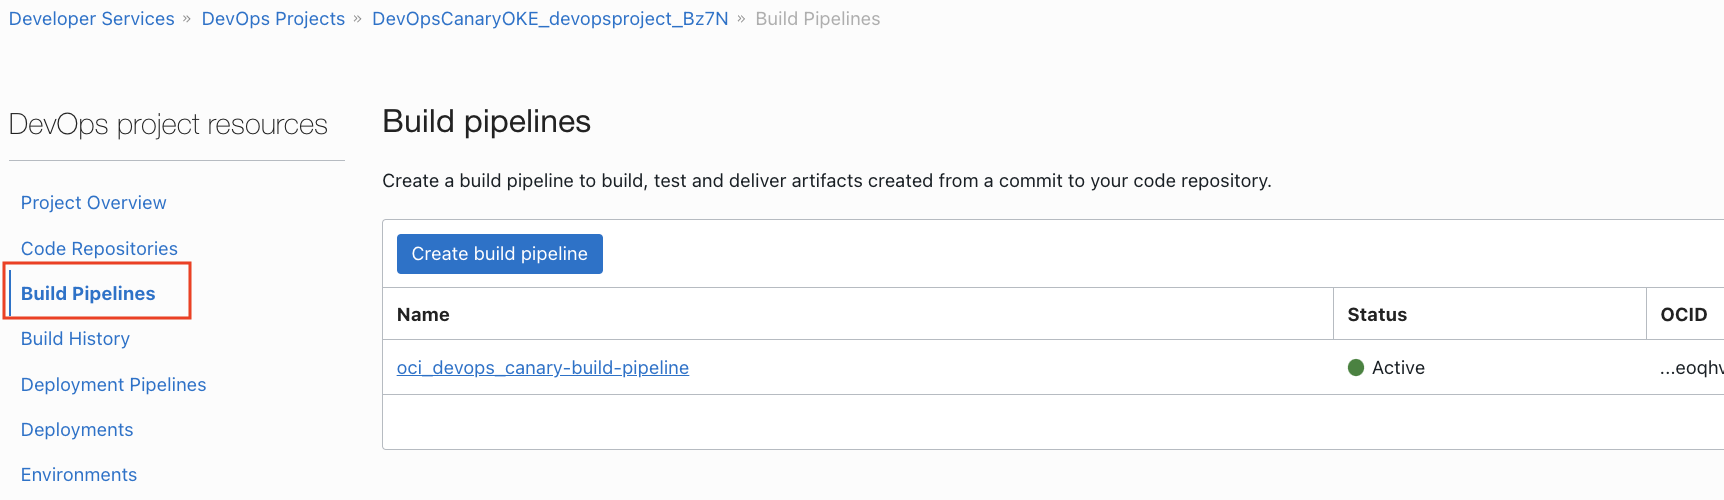 Developer Services » DevOps Projects » DevOpsCanaryOKE_devopsproject_Bz7N » Build Pipelines
DevOps project resources
Project Overview
Code Repositories
Build Pipelines
Build History
Deployment Pipelines
Deployments
Environments
Build pipelines
Create a build pipeline to build, test and deliver artifacts created from a commit to your code repository.
Create build pipeline
Name Status OCID
oci_devops_canary-build-pipeline Active ...eoqhv